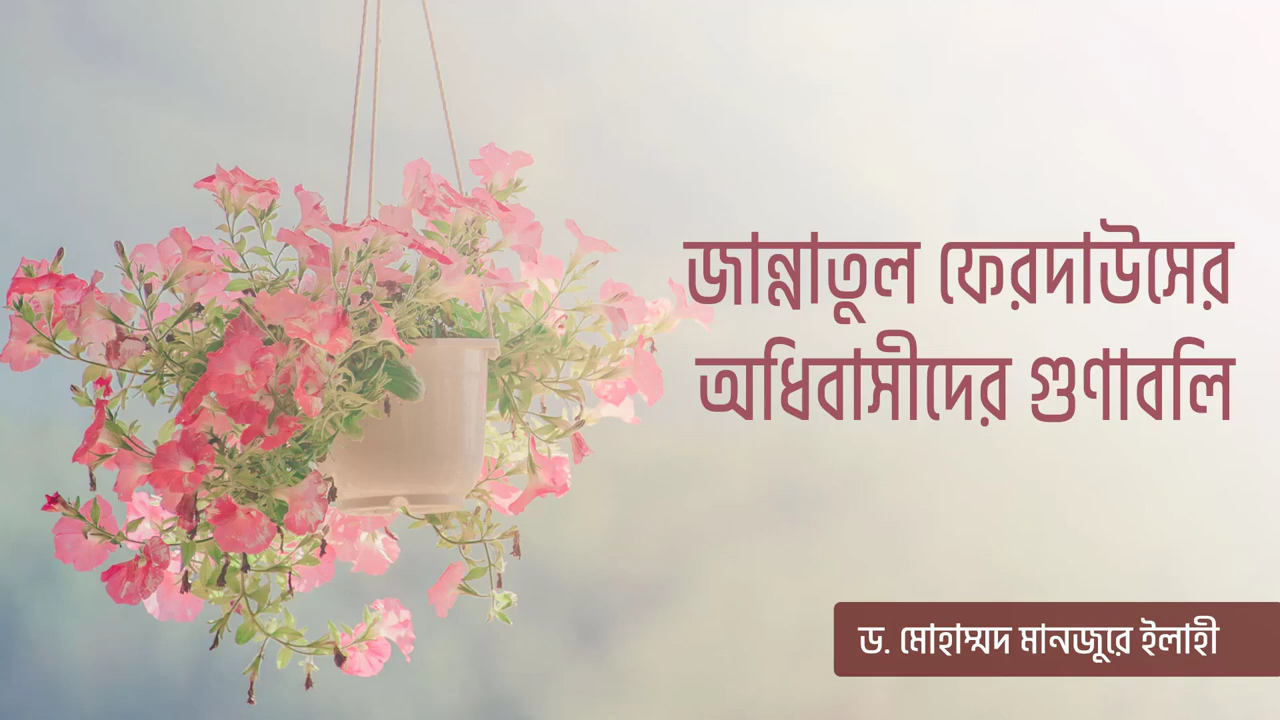 জান্নাতুল ফেরদাউসের
অধিবাসীদের গুণাবলি
ড. মোহাম্মদ মানজুরে ইলাহী